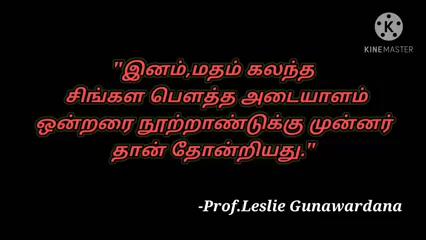 KINEMASTER
"இனம்,மதம் கலந்த
சிங்கள பௌத்த அடையாளம்
ஒன்றரை நூற்றாண்டுக்கு முன்னர்
தான் தோன்றியது."
-Prof.Leslie Gunawardana